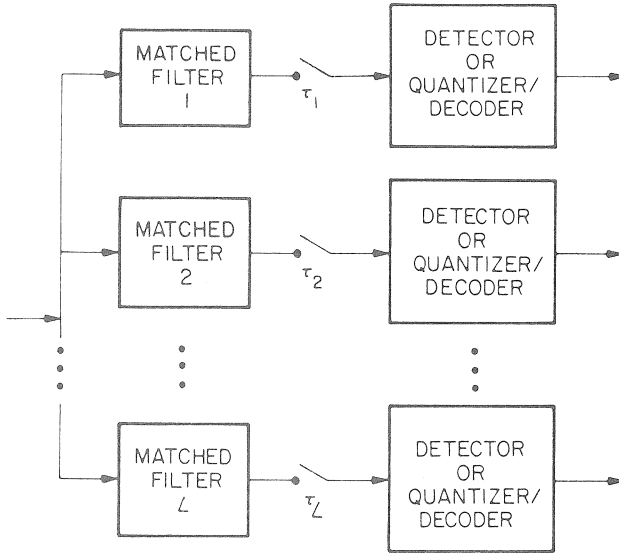 MATCHED
FILTER
1
τ1
DETECTOR
OR
QUANTIZER/
DECODER
MATCHED
FILTER
2
τ2
DETECTOR
OR
QUANTIZER/
DECODER
MATCHED
FILTER
L
τL
DETECTOR
OR
QUANTIZER/
DECODER